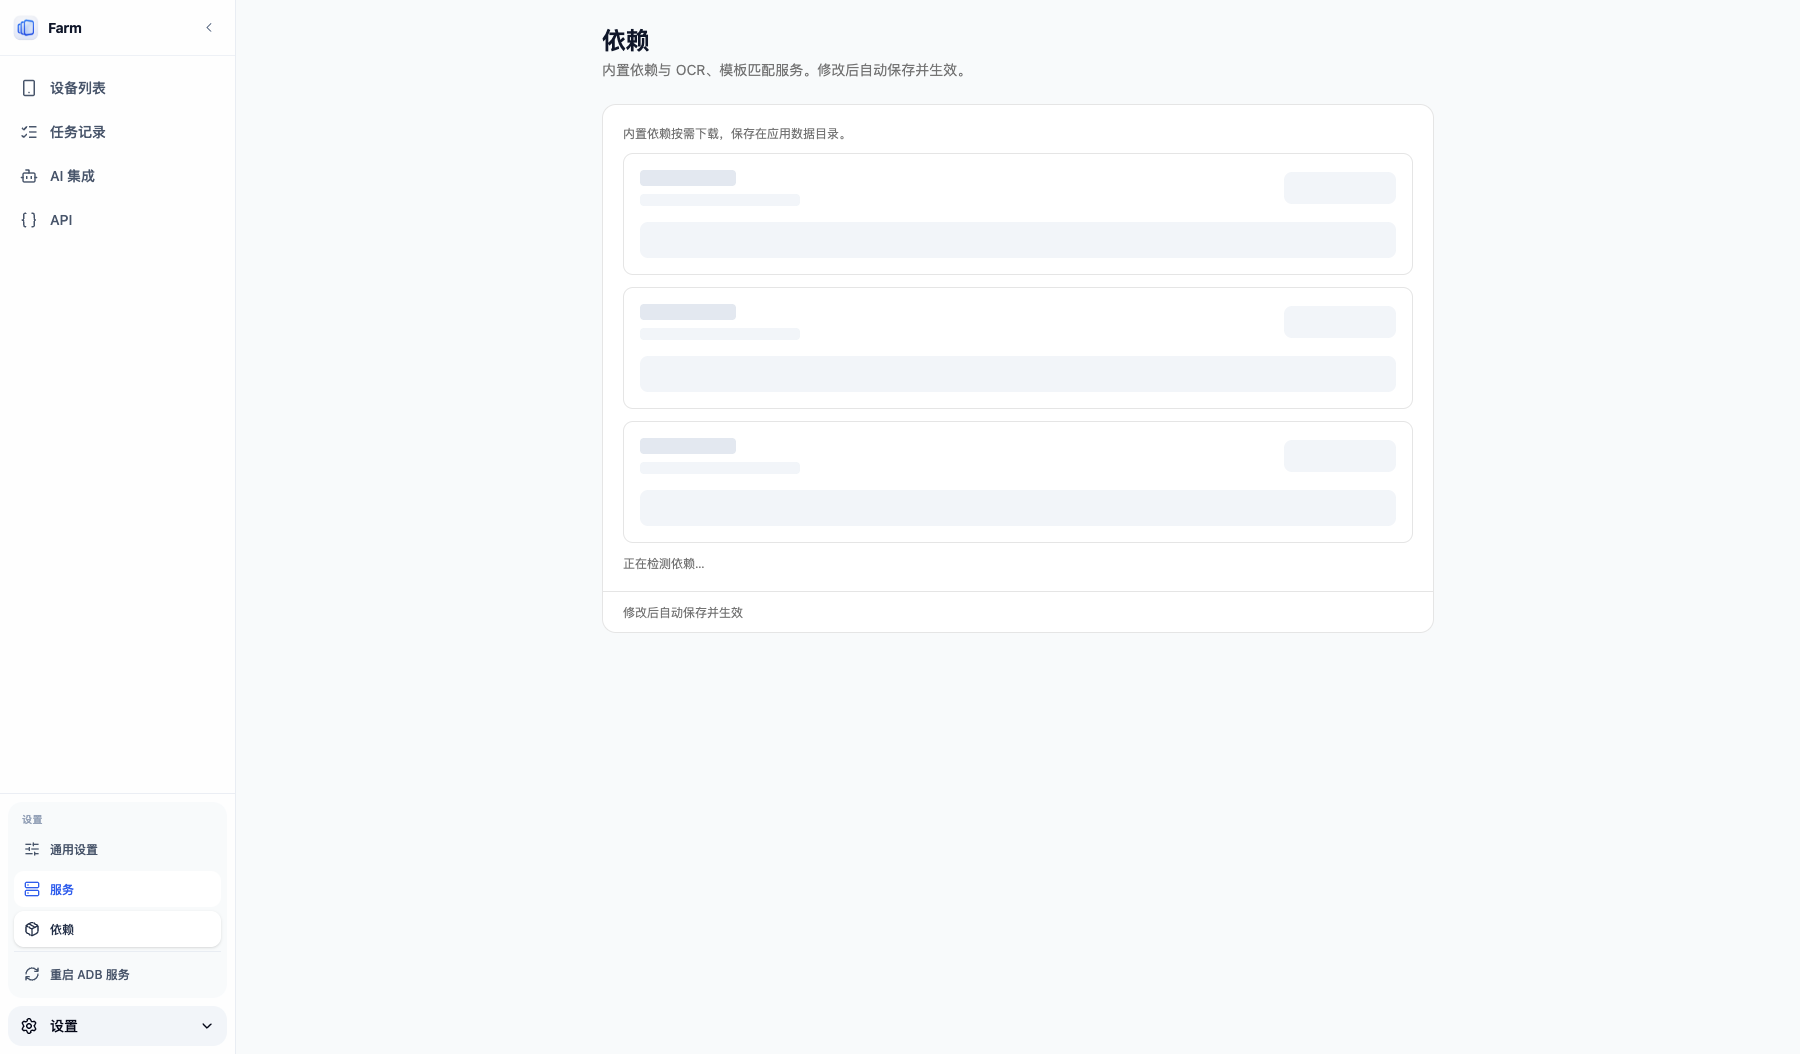 Farm
设备列表
任务记录
AI 集成
API
设置
通用设置
服务
依赖
重启 ADB 服务
设置
依赖
内置依赖与 OCR、模板匹配服务。修改后自动保存并生效。
内置依赖按需下载，保存在应用数据目录。
正在检测依赖...
修改后自动保存并生效